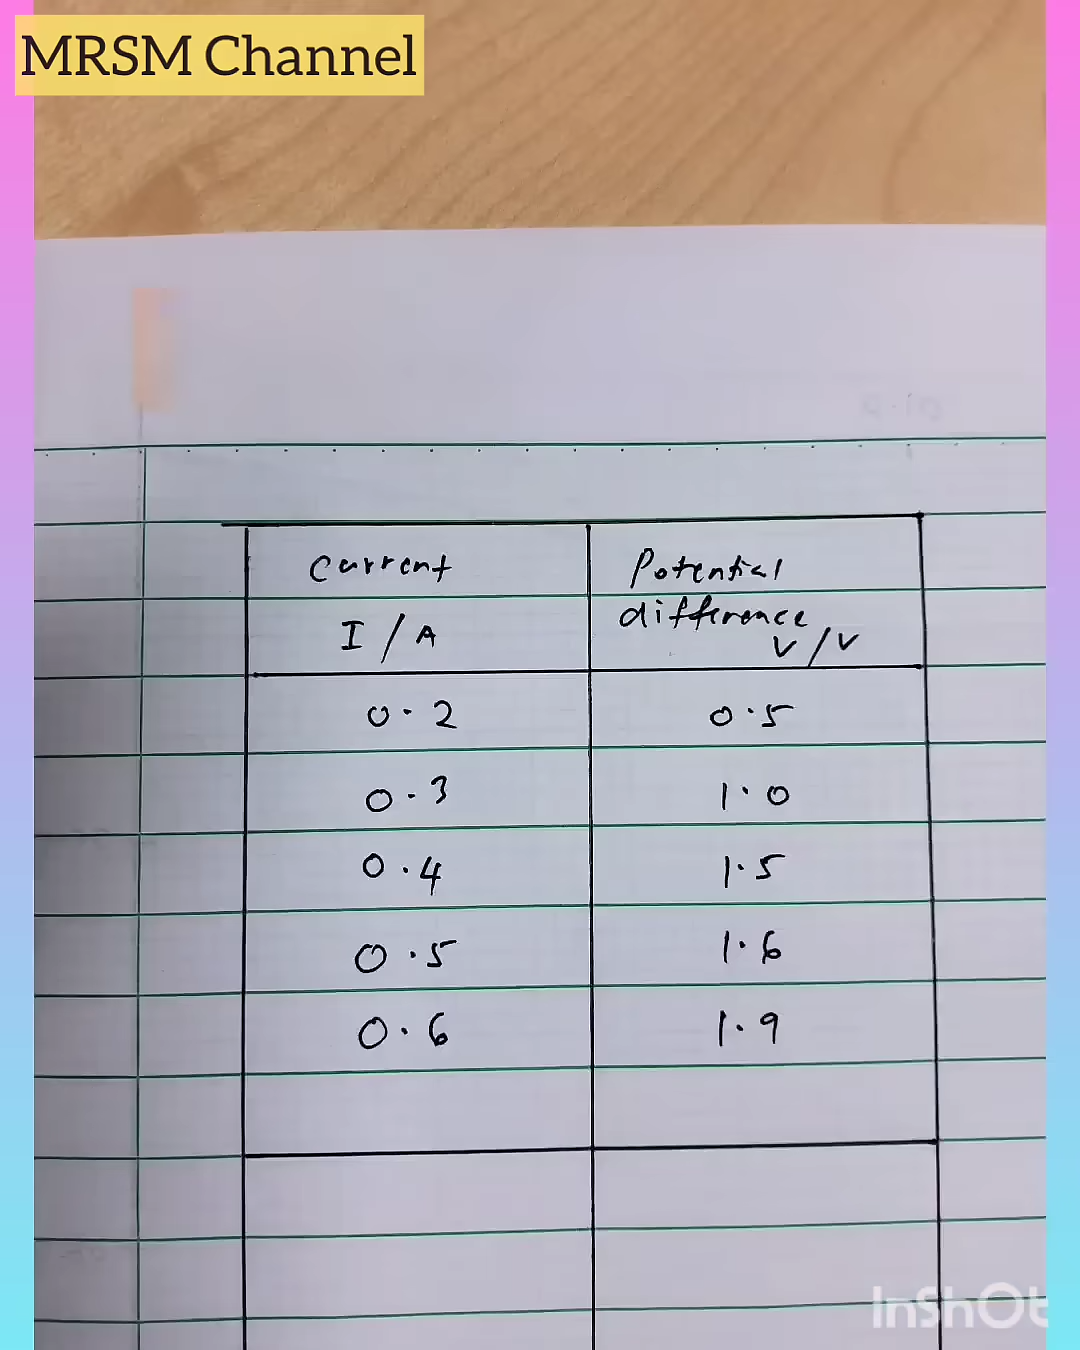 MRSM Channel
Current
I / A
Potential
difference
V / V
0.2 0.5
0.3 1.0
0.4 1.5
0.5 1.6
0.6 1.9
InShOt